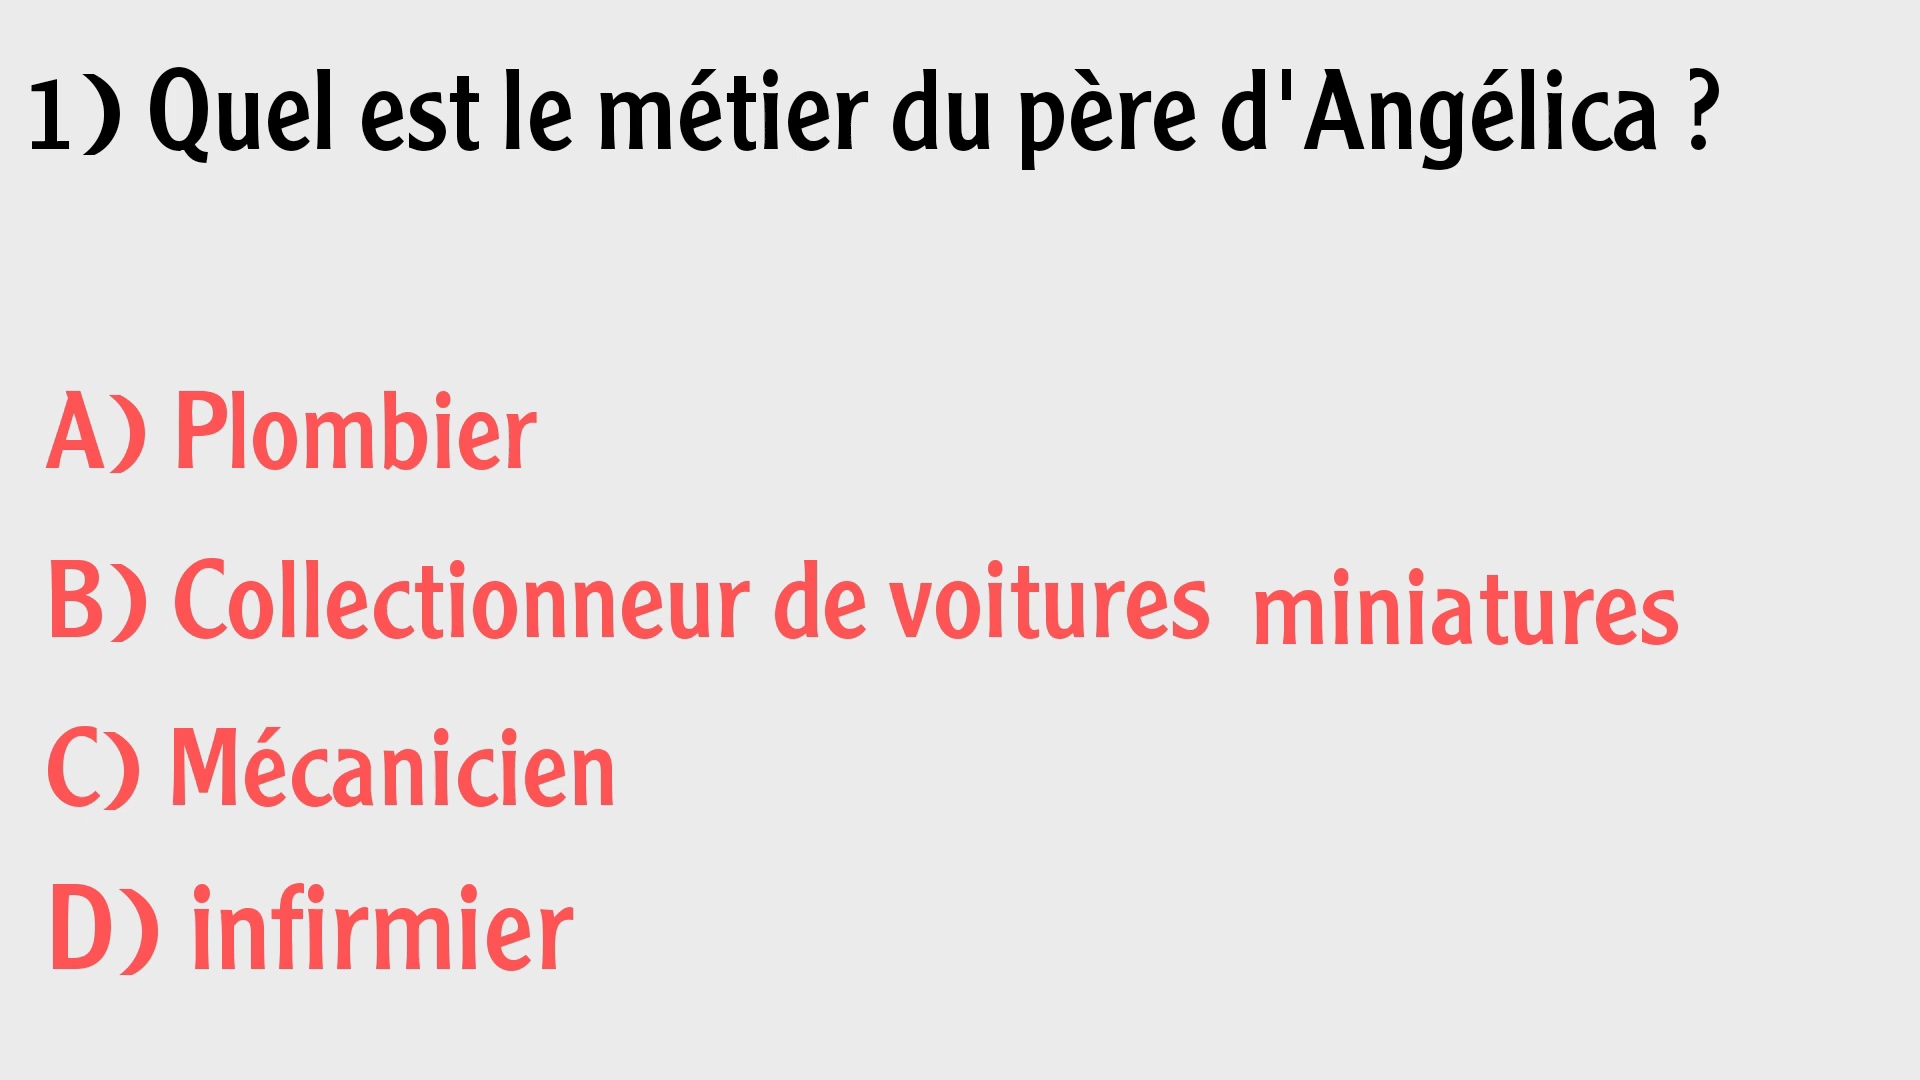 1) Quel est le métier du père d'Angélica ?
A) Plombier
B) Collectionneur de voitures miniatures
C) Mécanicien
D) infirmier